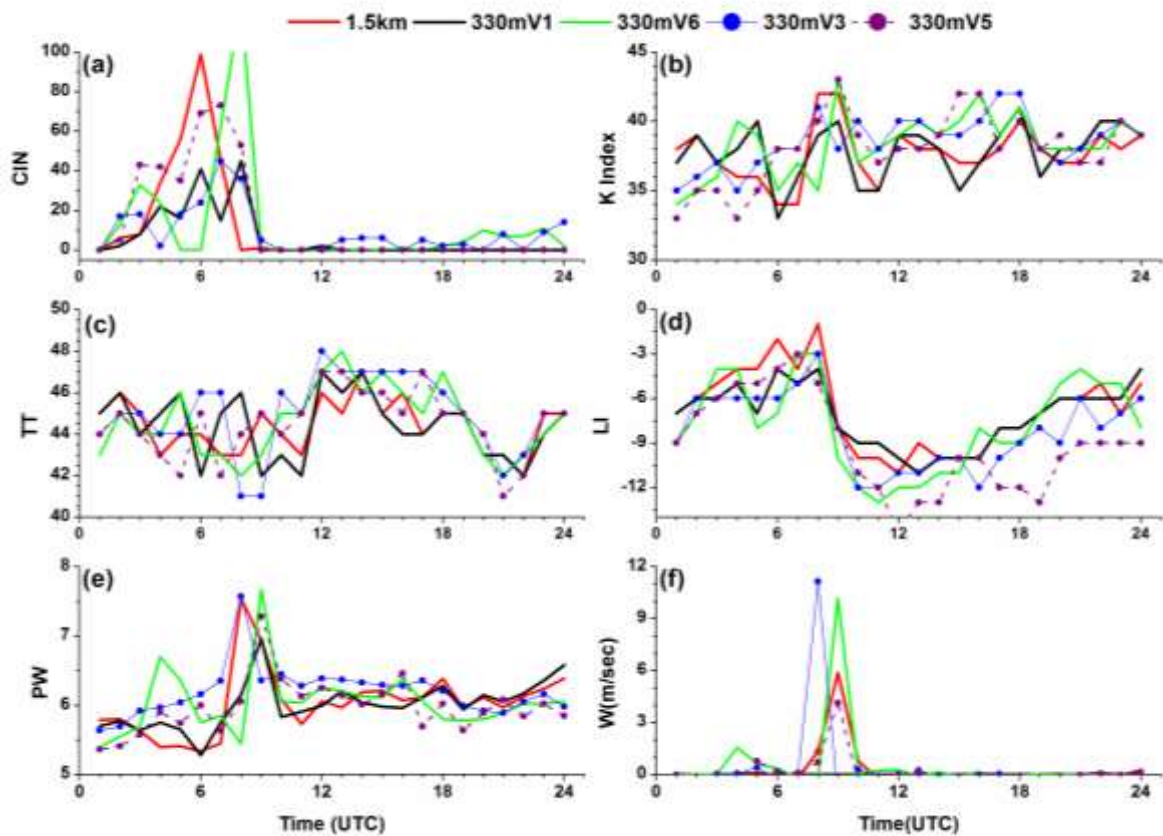 1.5km 330mV1 330mV6 330mV3 330mV5
(a) (b)
100 80 60 40 20 0
CIN
0 6 12 18 24
45 40 35 30
K Index
0 6 12 18 24
(c) (d)
50 48 46 44 42 40
TT
0 6 12 18 24
0 -3 -6 -9 -12
LI
0 6 12 18 24
(e) (f)
8 7 6 5
PW
0 6 12 18 24
Time (UTC)
12 9 6 3 0
W(m/sec)
0 6 12 18 24
Time(UTC)